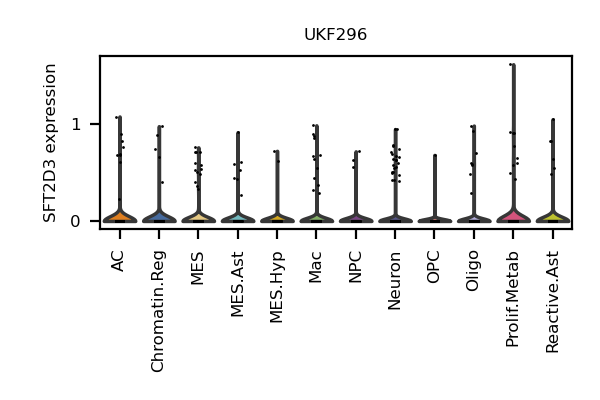 UKF296
SFT2D3 expression
1
0
AC
Chromatin.Reg
MES
MES.Ast
MES.Hyp
Mac
NPC
Neuron
OPC
Oligo
Prolif.Metab
Reactive.Ast